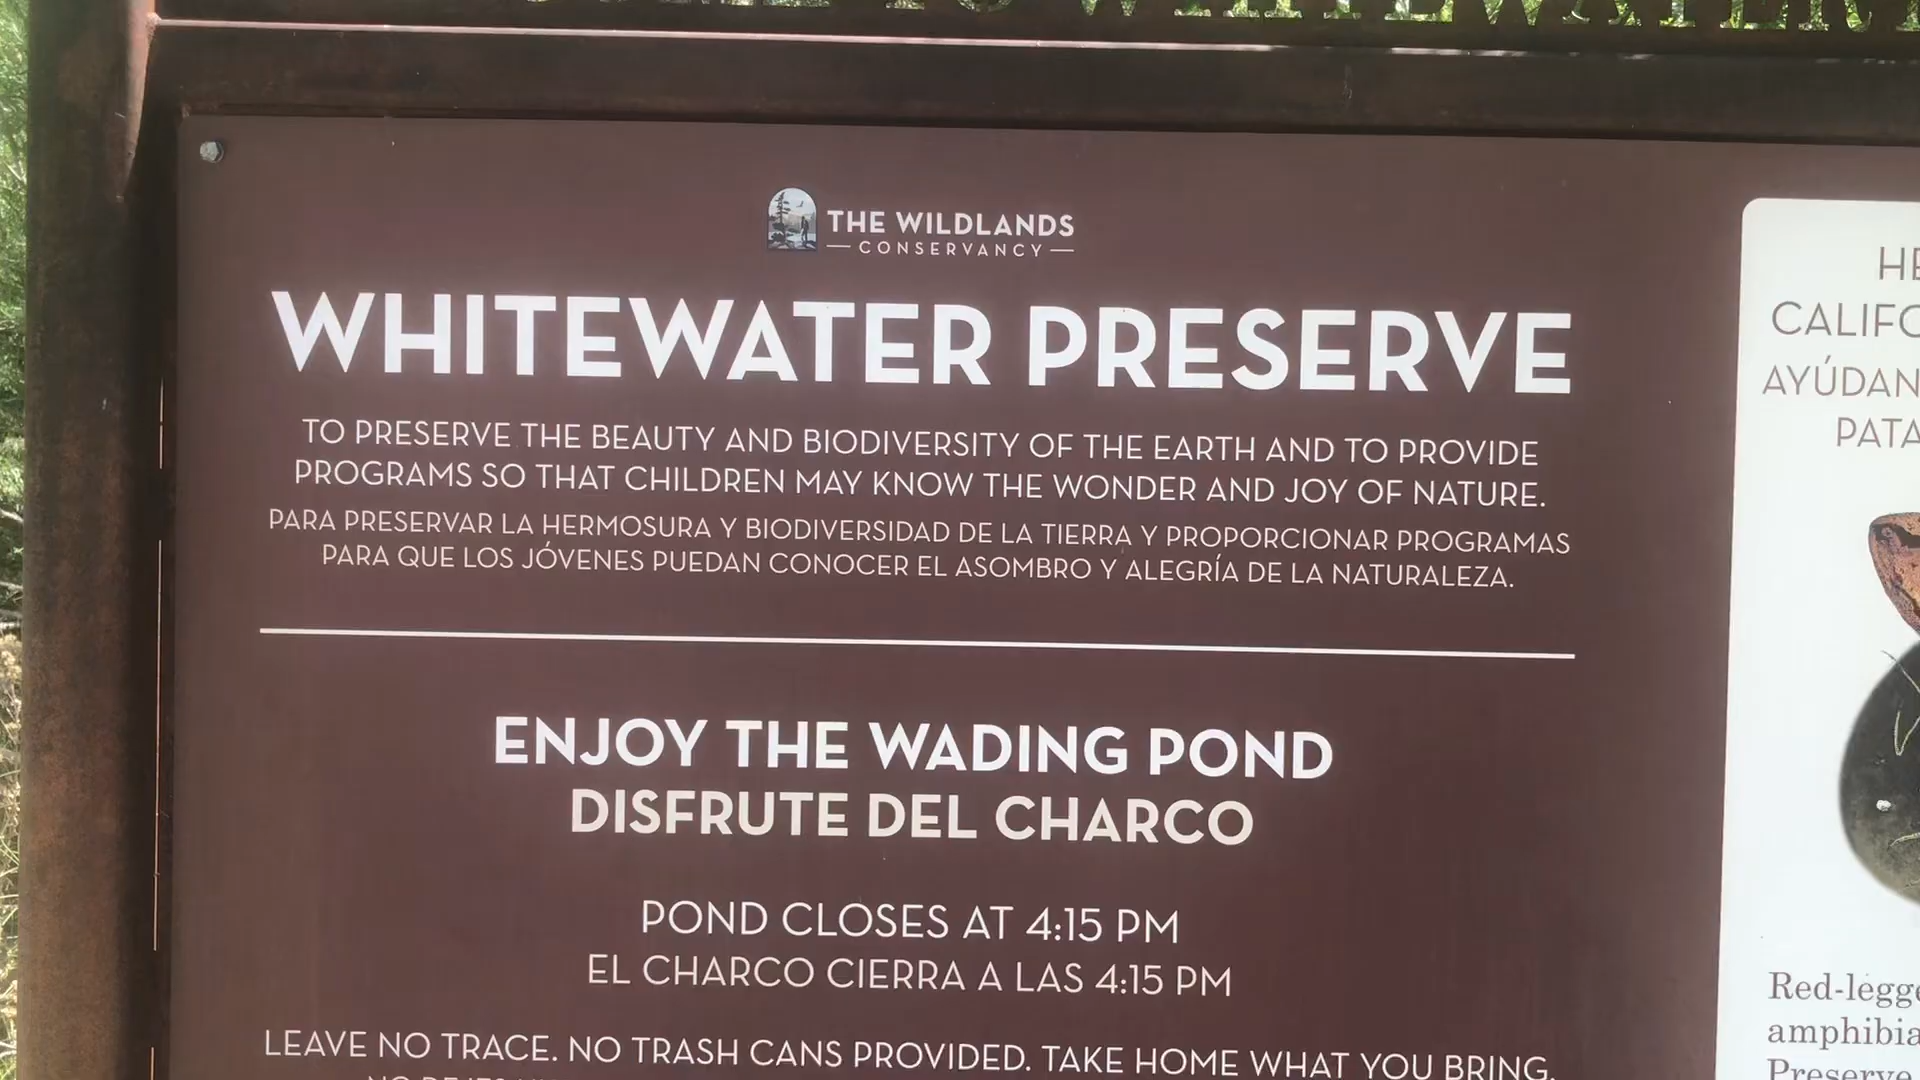 THE WILDLANDS
CONSERVANCY
WHITEWATER PRESERVE
TO PRESERVE THE BEAUTY AND BIODIVERSITY OF THE EARTH AND TO PROVIDE
PROGRAMS SO THAT CHILDREN MAY KNOW THE WONDER AND JOY OF NATURE.
PARA PRESERVAR LA HERMOSURA Y BIODIVERSIDAD DE LA TIERRA Y PROPORCIONAR PROGRAMAS
PARA QUE LOS JÓVENES PUEDAN CONOCER EL ASOMBRO Y ALEGRÍA DE LA NATURALEZA.
ENJOY THE WADING POND
DISFRUTE DEL CHARCO
POND CLOSES AT 4:15 PM
EL CHARCO CIERRA A LAS 4:15 PM
LEAVE NO TRACE. NO TRASH CANS PROVIDED. TAKE HOME WHAT YOU BRING.
HE
CALIFO
AYÚDAN
PATA
Red-legge
amphibia
Preserve